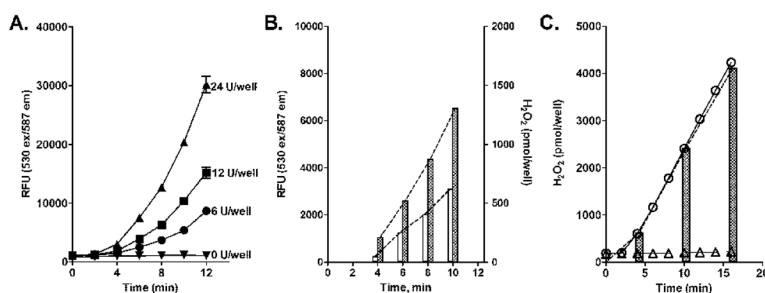 A.
RFU (530 ex/587 em)
40000
30000
20000
10000
0
0
4
8
12
Time (min)
24 U/well
12 U/well
6 U/well
0 U/well
B.
RFU (530 ex/587 em)
10000
8000
6000
4000
2000
0
0
2
4
6
8
10
12
Time, min
2000
1500
1000
500
0
H₂O₂ (pmol/well)
C.
H₂O₂ (pmol/well)
5000
4000
3000
2000
1000
0
0
5
10
15
20
Time (min)